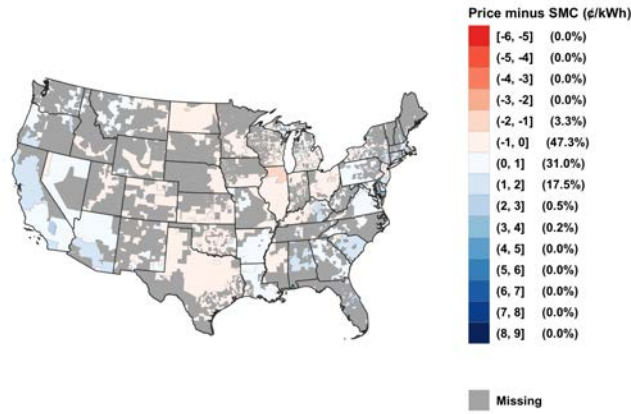 Price minus SMC (¢/kWh)
[-6, -5] (0.0%)
(-5, -4] (0.0%)
(-4, -3] (0.0%)
(-3, -2] (0.0%)
(-2, -1] (3.3%)
(-1, 0] (47.3%)
(0, 1] (31.0%)
(1, 2] (17.5%)
(2, 3] (0.5%)
(3, 4] (0.2%)
(4, 5] (0.0%)
(5, 6] (0.0%)
(6, 7] (0.0%)
(7, 8] (0.0%)
(8, 9] (0.0%)
Missing